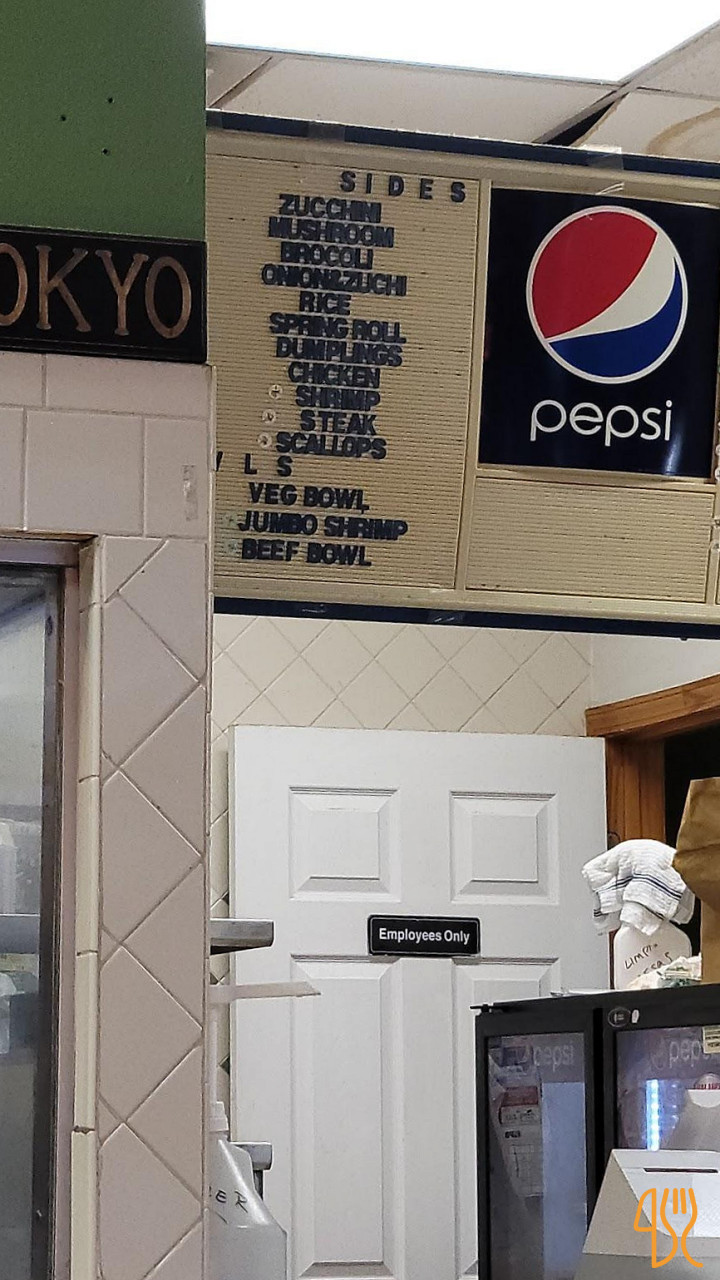 OKYO
SIDES
ZUCCHINI
MUSHROOM
BROCOLI
ONION&ZUCHI
RICE
SPRING ROLL
DUMPLINGS
CHICKEN
SHRIMP
STEAK
SCALLOPS
L S
VEG BOWL
JUMBO SHRIMP
BEEF BOWL
pepsi
Employees Only
pepsi
ER